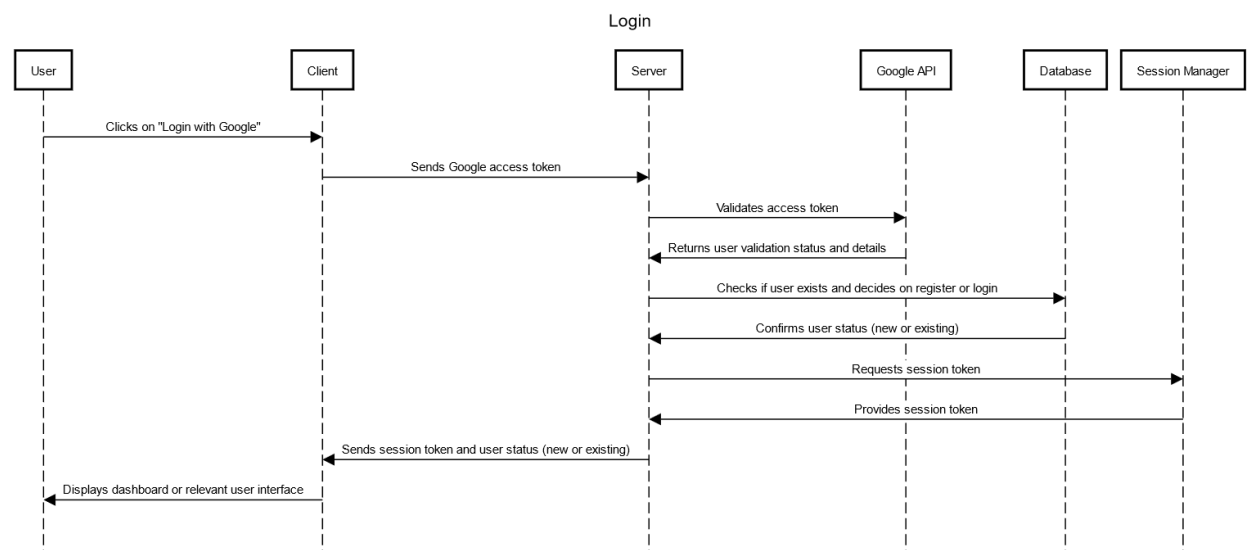 Login
User
Client
Server
Google API
Database
Session Manager
Clicks on "Login with Google"
Sends Google access token
Validates access token
Returns user validation status and details
Checks if user exists and decides on register or login
Confirms user status (new or existing)
Requests session token
Provides session token
Sends session token and user status (new or existing)
Displays dashboard or relevant user interface